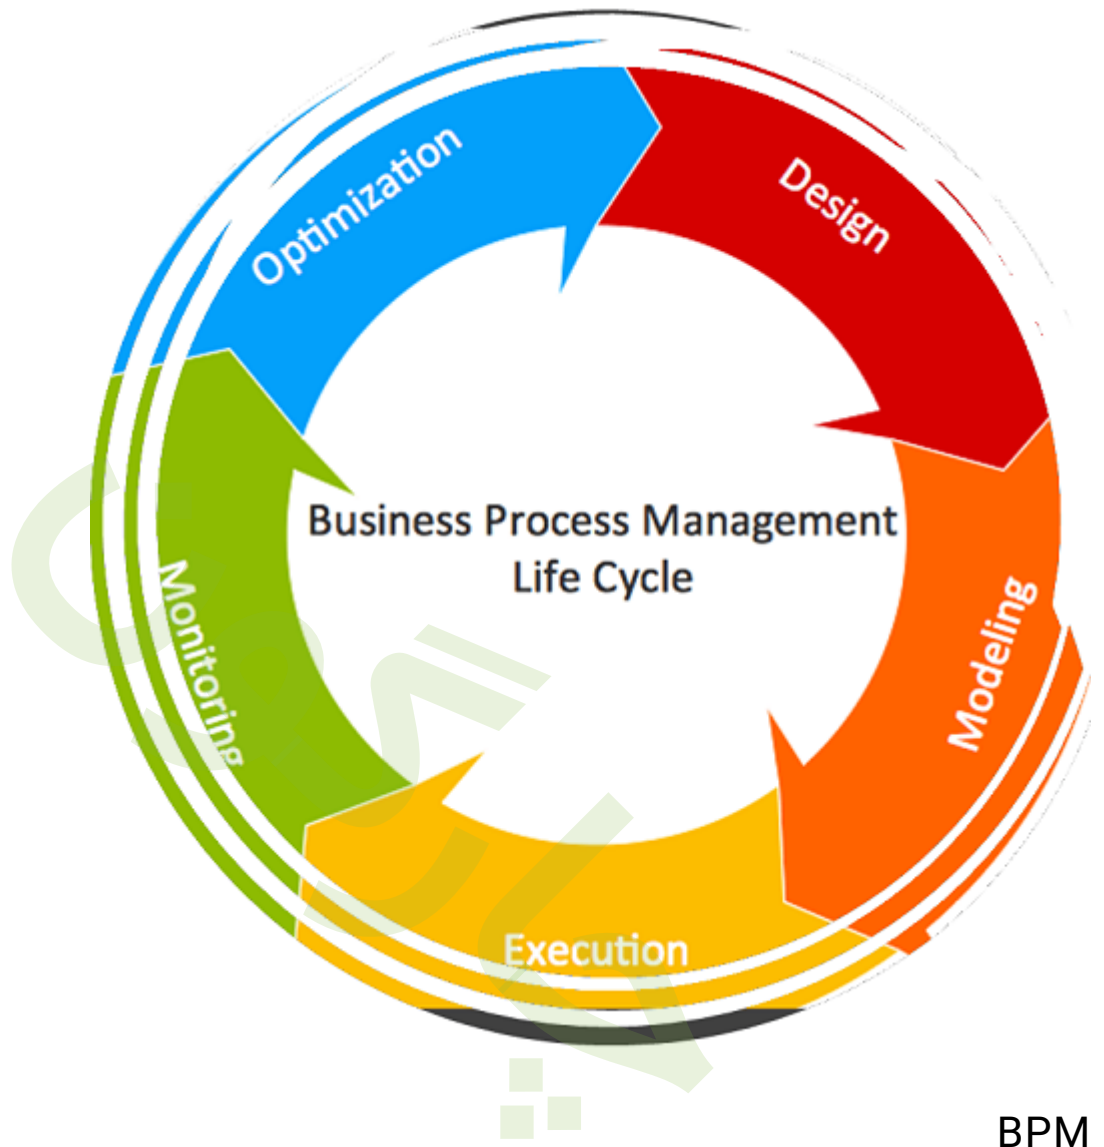 Optimization
Design
Business Process Management
Life Cycle
Monitoring
Modeling
Execution
BPM